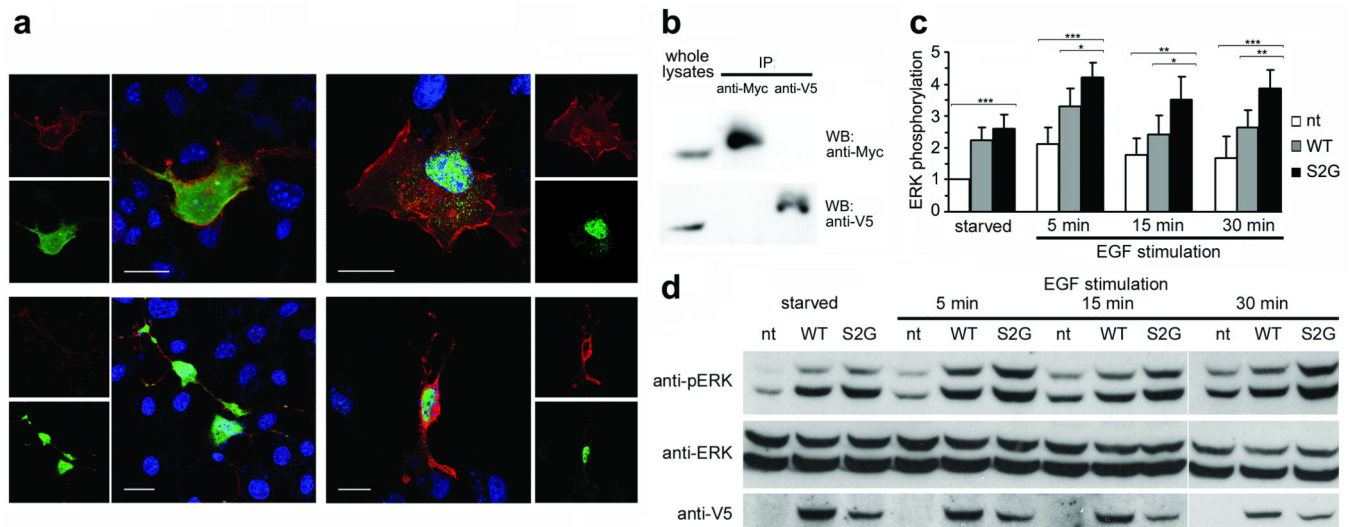 a
b
whole
lysates
IP:
anti-Myc anti-V5
WB:
anti-Myc
WB:
anti-V5
c
ERK phosphorylation
5
4
3
2
1
0
***
***
*
**
*
***
**
nt
WT
S2G
starved
5 min
15 min
30 min
EGF stimulation
d
EGF stimulation
starved
5 min
15 min
30 min
nt WT S2G nt WT S2G nt WT S2G nt WT S2G
anti-pERK
anti-ERK
anti-V5